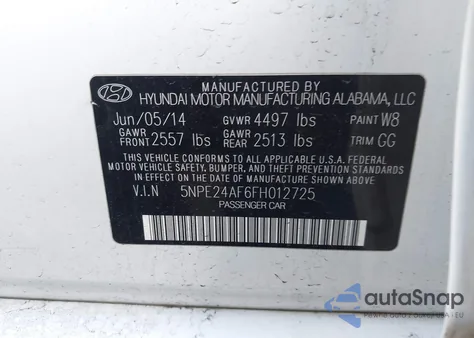 MANUFACTURED BY
HYUNDAI MOTOR MANUFACTURING ALABAMA, LLC
Jun/05/14 GVWR 4497 lbs PAINT W8
GAWR FRONT 2557 lbs GAWR REAR 2513 lbs TRIM GG
THIS VEHICLE CONFORMS TO ALL APPLICABLE U.S.A. FEDERAL
MOTOR VEHICLE SAFETY, BUMPER, AND THEFT PREVENTION STANDARDS
IN EFFECT ON THE DATE OF MANUFACTURE SHOWN ABOVE.
V.I.N 5NPE24AF6FH012725
PASSENGER CAR
autoSnap